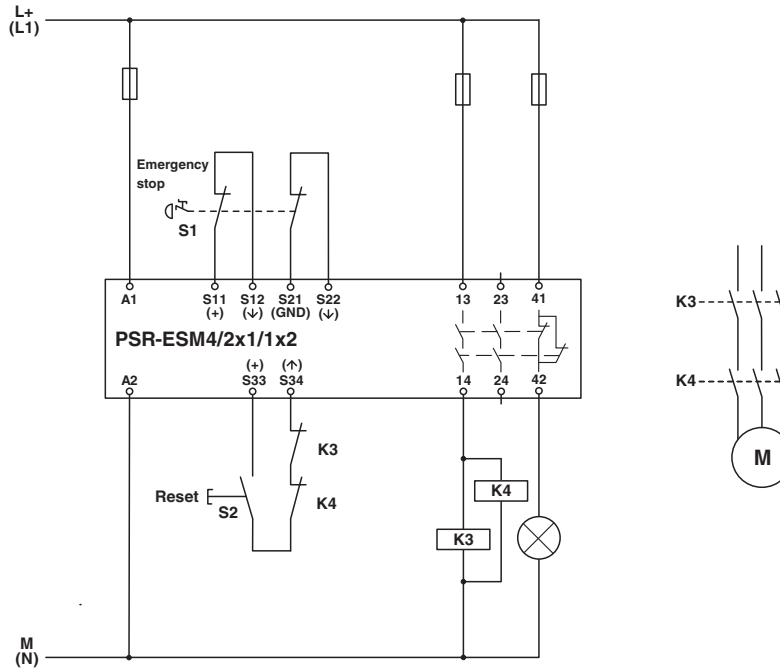 L+
(L1)
Emergency
stop
S1
A1 S11 S12 S21 S22 13 23 41
(+) (↓) (GND) (↓)
PSR-ESM4/2x1/1x2
(+) (↑)
A2 S33 S34 14 24 42
K3
K4
Reset
S2
K4
K3
M
(N)
K3
K4
M